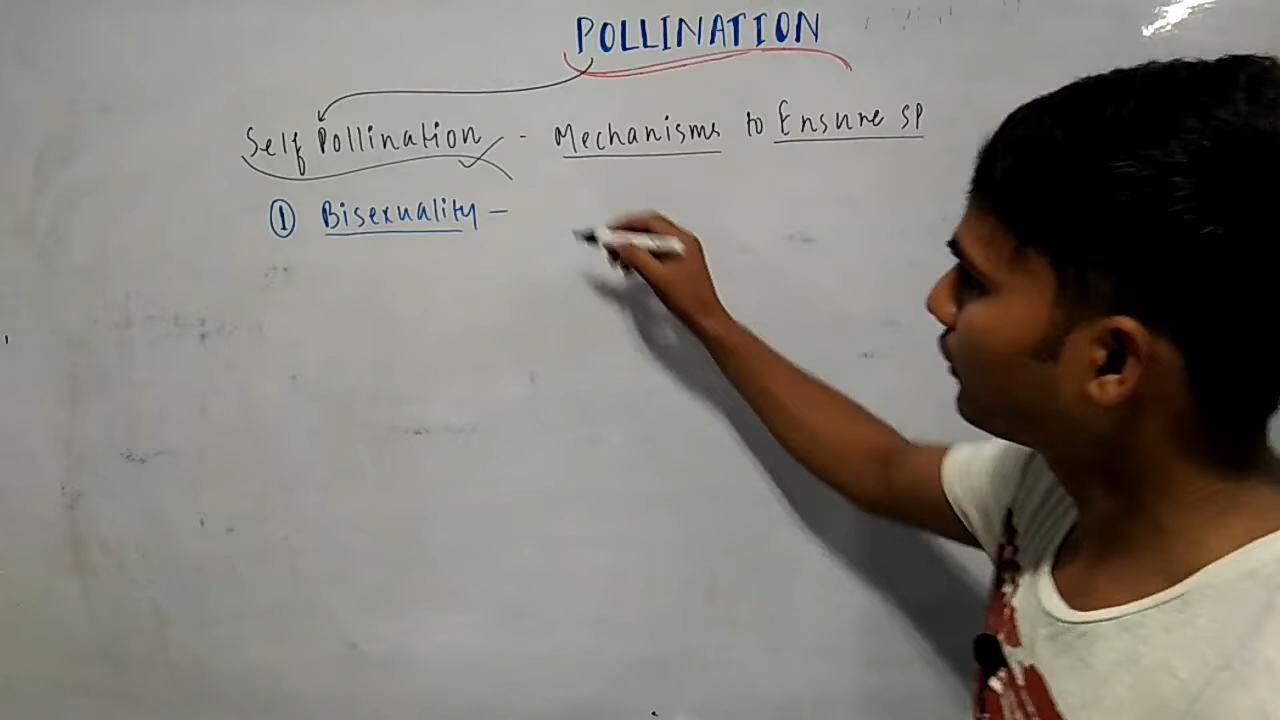 POLLINATION
Self Pollination - Mechanisms to Ensure SP
① Bisexuality -